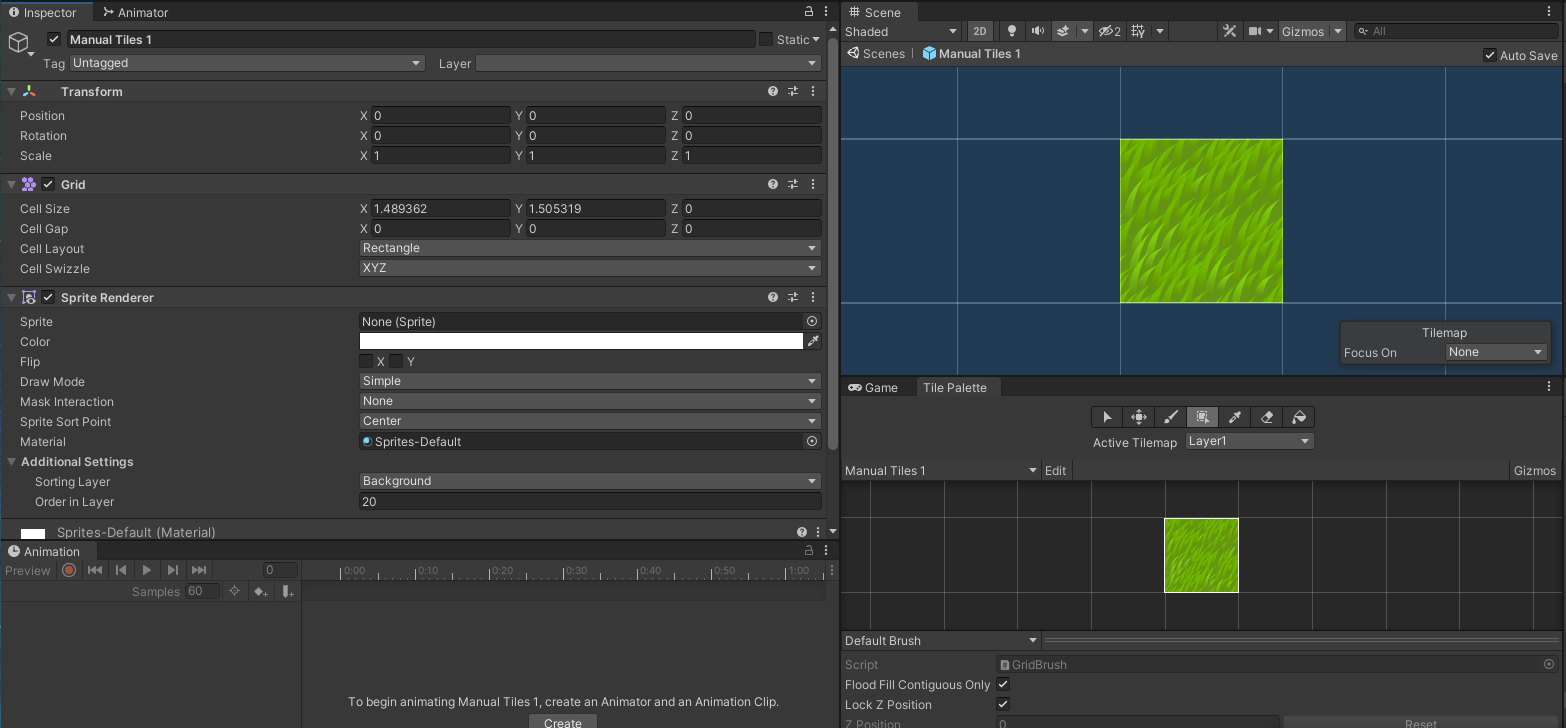 Inspector
Animator
Manual Tiles 1
Static
Tag Untagged Layer
Transform
Position X 0 Y 0 Z 0
Rotation X 0 Y 0 Z 0
Scale X 1 Y 1 Z 1
Grid
Cell Size X 1.489362 Y 1.505319 Z 0
Cell Gap X 0 Y 0 Z 0
Cell Layout Rectangle
Cell Swizzle XYZ
Sprite Renderer
Sprite None (Sprite)
Color
Flip X Y
Draw Mode Simple
Mask Interaction None
Sprite Sort Point Center
Material Sprites-Default
Additional Settings
Sorting Layer Background
Order in Layer 20
Sprites-Default (Material)
Animation
Preview 0 0:00 0:10 0:20 0:30 0:40 0:50 1:00
Samples 60
To begin animating Manual Tiles 1, create an Animator and an Animation Clip.
Create
Scene
Shaded 2D 2 Gizmos All
Scenes Manual Tiles 1 Auto Save
Tilemap
Focus On None
Game Tile Palette
Active Tilemap Layer1
Manual Tiles 1 Edit Gizmos
Default Brush
Script GridBrush
Flood Fill Contiguous Only
Lock Z Position
Z Position 0 Reset